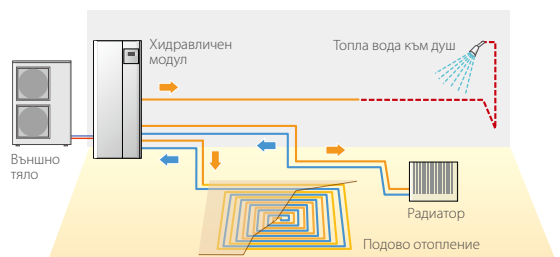 Хидравличен
модул
Топла вода към душ
Външно
тяло
Радиатор
Подово отопление